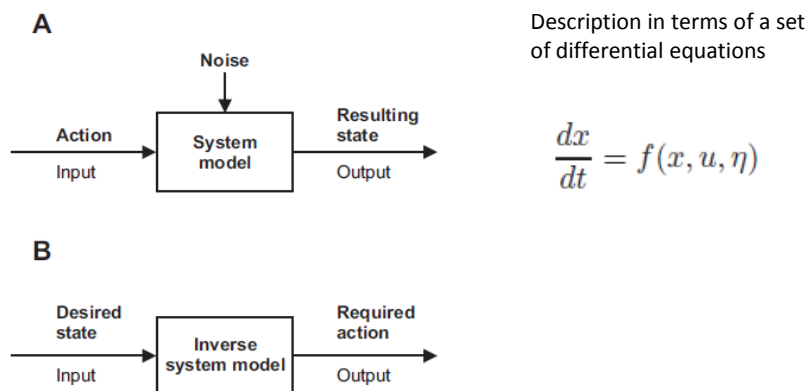 A
Noise
Action
Input
System
model
Resulting
state
Output
Description in terms of a set
of differential equations
dx/dt = f(x, u, η)
B
Desired
state
Input
Inverse
system model
Required
action
Output